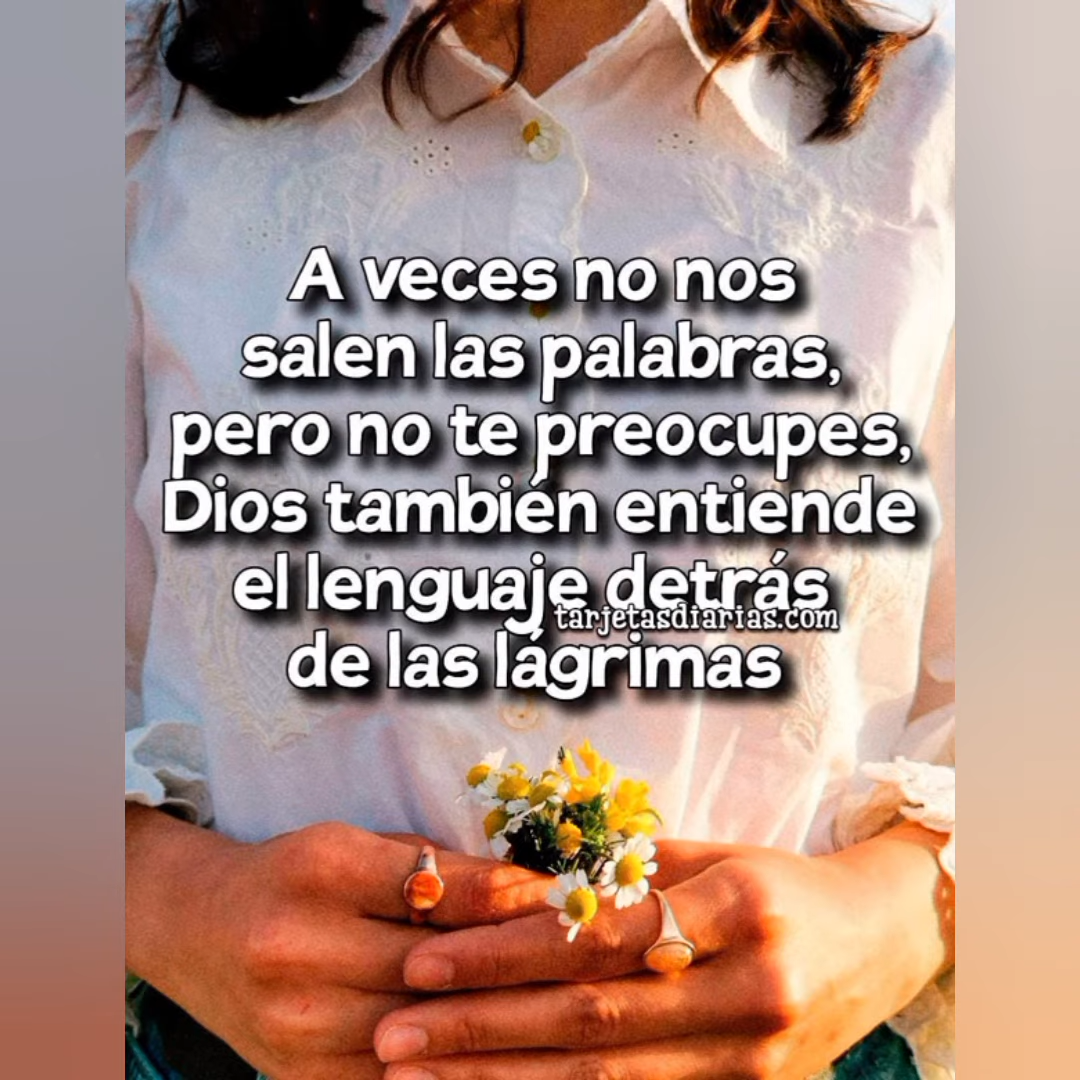 A veces no nos
salen las palabras,
pero no te preocupes,
Dios también entiende
el lenguaje detrás
tarjetasdiarias.com
de las lágrimas